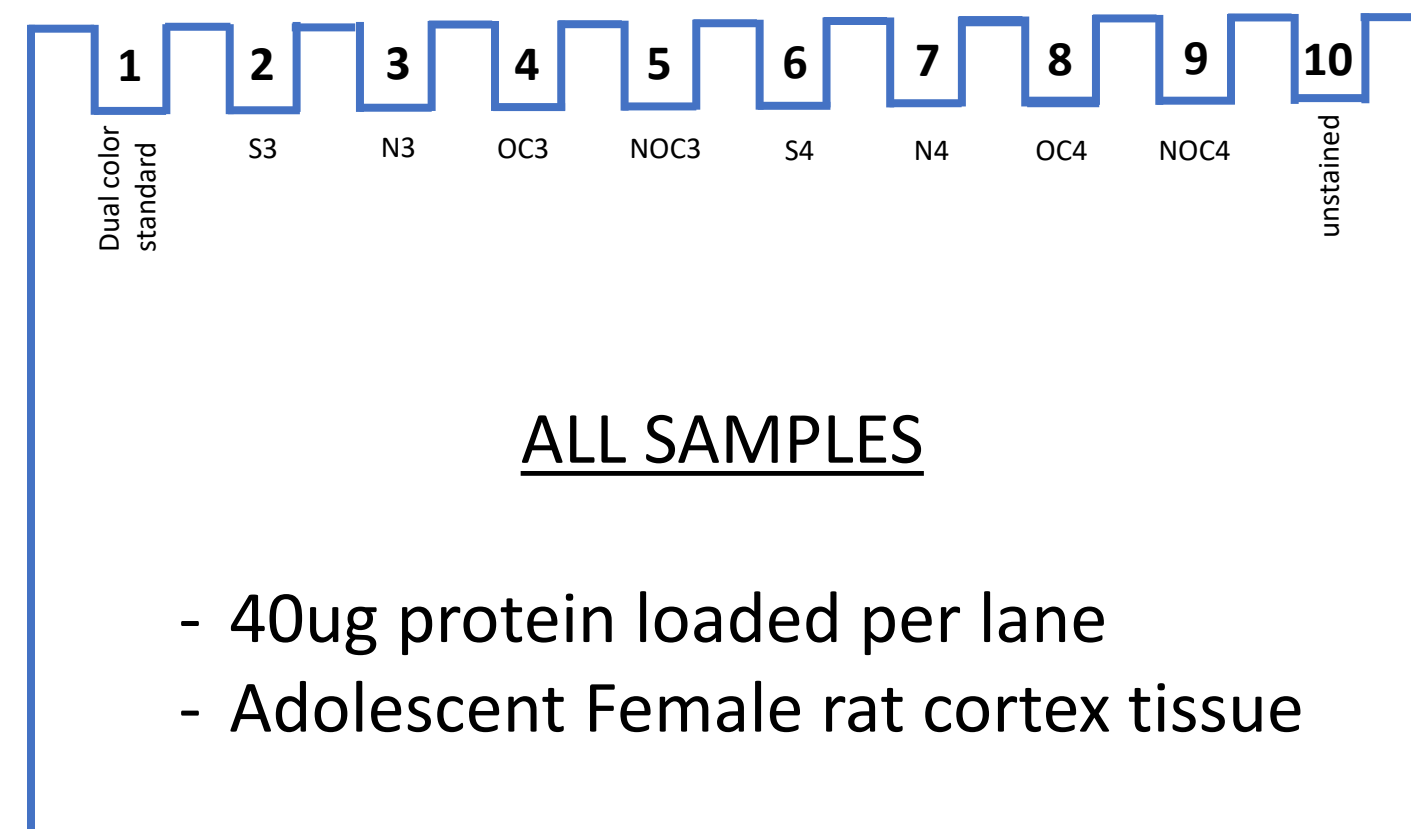 1 2 3 4 5 6 7 8 9 10
Dual color
standard
S3 N3 OC3 NOC3 S4 N4 OC4 NOC4
unstained
ALL SAMPLES
- 40ug protein loaded per lane
- Adolescent Female rat cortex tissue